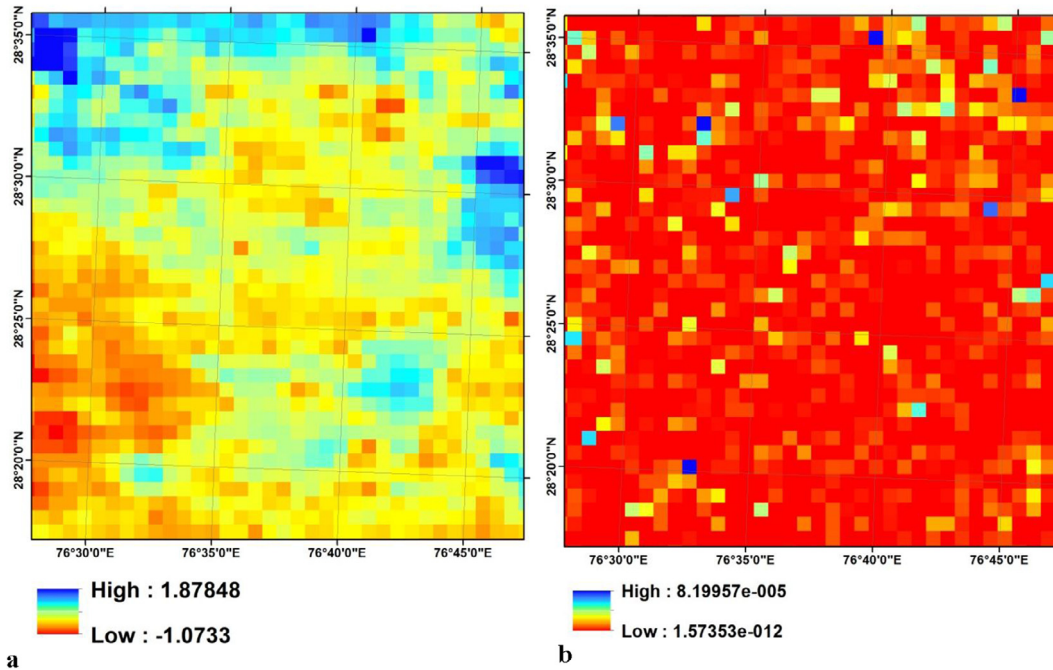 28°35'0"N
28°30'0"N
28°25'0"N
28°20'0"N
76°30'0"E 76°35'0"E 76°40'0"E 76°45'0"E
High : 1.87848
Low : -1.0733
a
28°35'0"N
28°30'0"N
28°25'0"N
28°20'0"N
76°30'0"E 76°35'0"E 76°40'0"E 76°45'0"E
High : 8.19957e-005
Low : 1.57353e-012
b